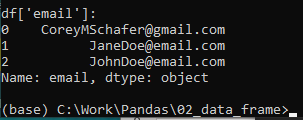 df['email']:
0    CoreyMSchafer@gmail.com
1          JaneDoe@email.com
2          JohnDoe@email.com
Name: email, dtype: object
(base) C:\Work\Pandas\02_data_frame>